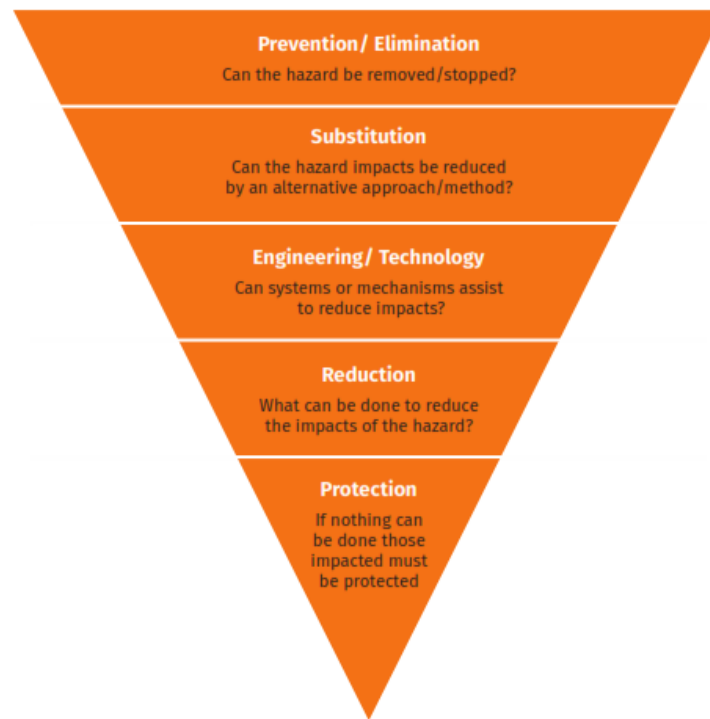 Prevention/ Elimination
Can the hazard be removed/stopped?
Substitution
Can the hazard impacts be reduced
by an alternative approach/method?
Engineering/ Technology
Can systems or mechanisms assist
to reduce impacts?
Reduction
What can be done to reduce
the impacts of the hazard?
Protection
If nothing can
be done those
impacted must
be protected